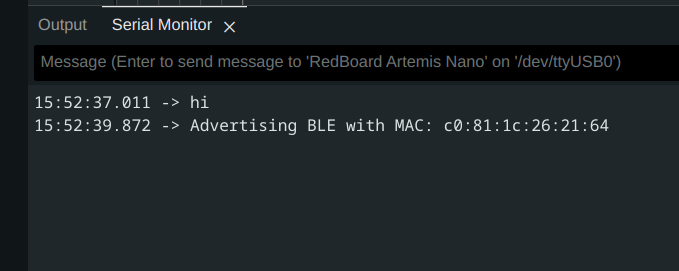 Output Serial Monitor ×
Message (Enter to send message to 'RedBoard Artemis Nano' on '/dev/ttyUSB0')
15:52:37.011 -> hi
15:52:39.872 -> Advertising BLE with MAC: c0:81:1c:26:21:64